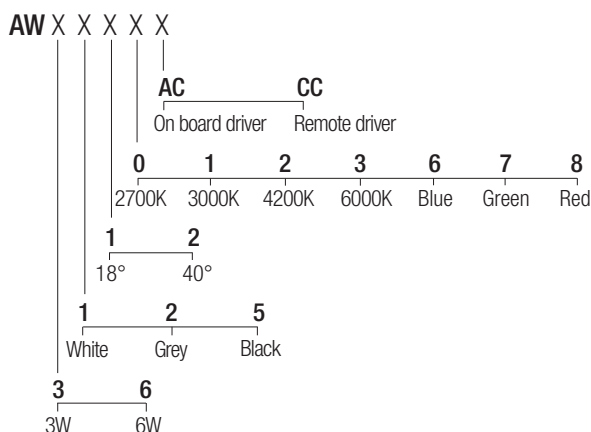 AW X X X X X
AC CC
On board driver Remote driver
0 1 2 3 6 7 8
2700K 3000K 4200K 6000K Blue Green Red
1 2
18° 40°
1 2 5
White Grey Black
3 6
3W 6W